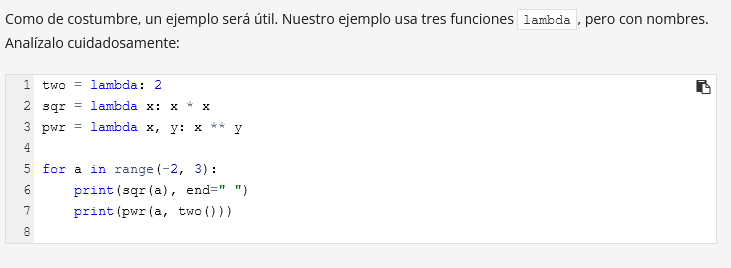 Como de costumbre, un ejemplo será útil. Nuestro ejemplo usa tres funciones lambda, pero con nombres.
Analízalo cuidadosamente:
1 two = lambda: 2
2 sqr = lambda x: x * x
3 pwr = lambda x, y: x ** y
4
5 for a in range(-2, 3):
6     print(sqr(a), end=" ")
7     print(pwr(a, two()))
8